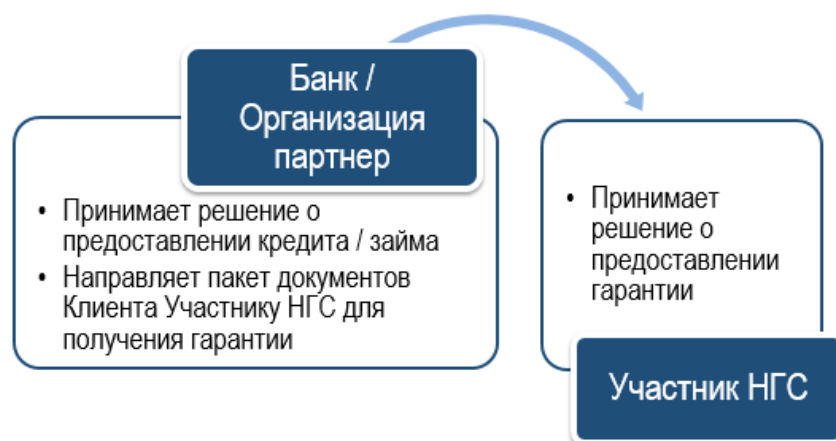 Банк /
Организация
партнер
• Принимает решение о
предоставлении кредита / займа
• Направляет пакет документов
Клиента Участнику НГС для
получения гарантии
• Принимает
решение о
предоставлении
гарантии
Участник НГС